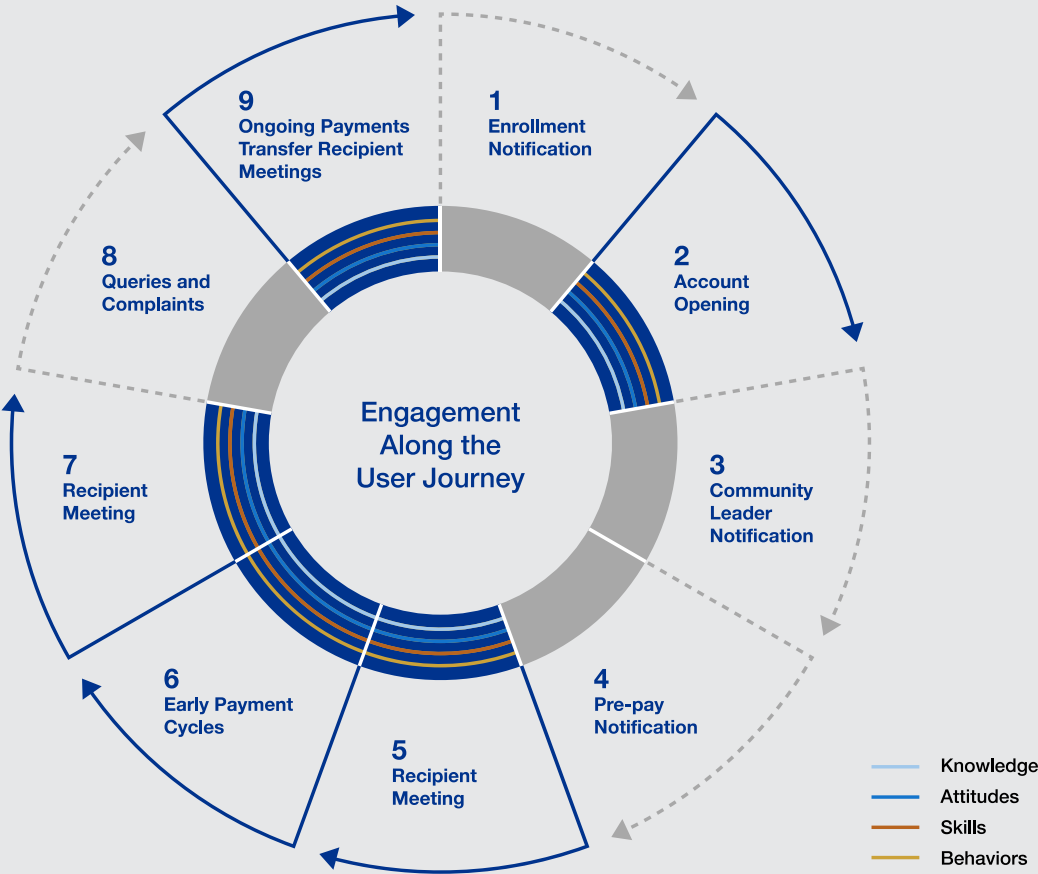 Engagement
Along the
User Journey
1
Enrollment
Notification
2
Account
Opening
3
Community
Leader
Notification
4
Pre-pay
Notification
5
Recipient
Meeting
6
Early Payment
Cycles
7
Recipient
Meeting
8
Queries and
Complaints
9
Ongoing Payments
Transfer Recipient
Meetings
Knowledge
Attitudes
Skills
Behaviors